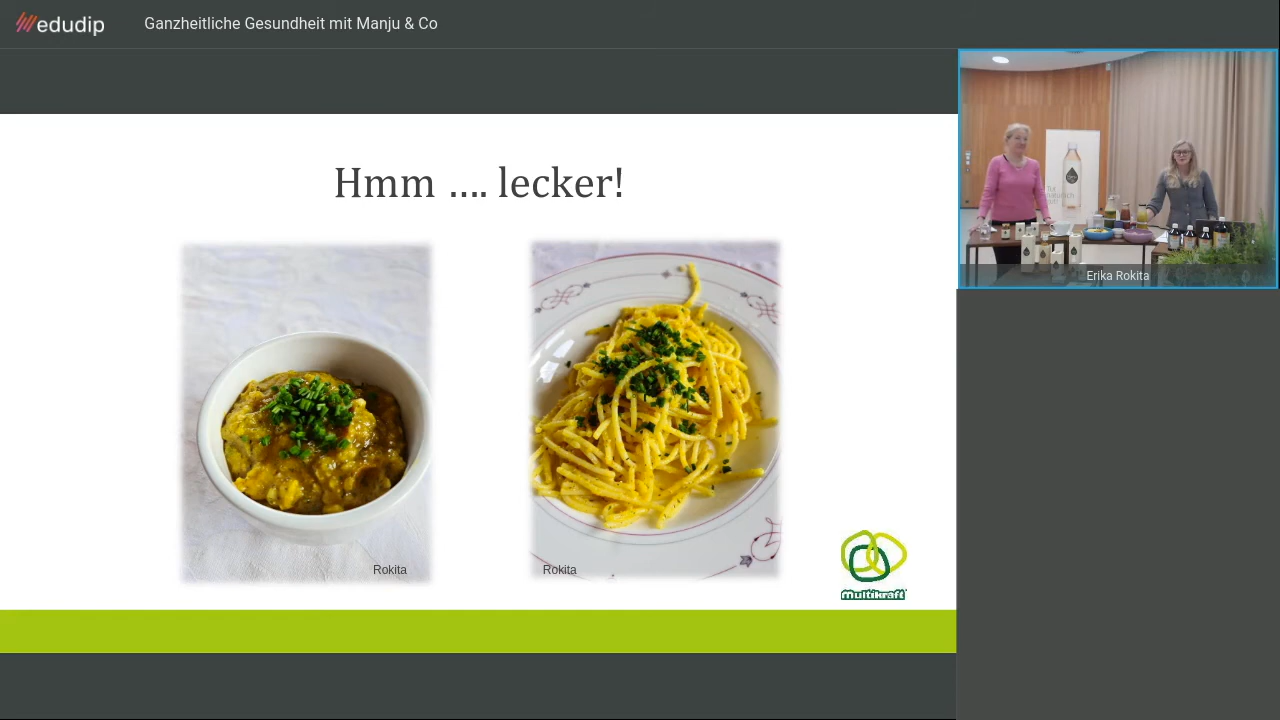 edudip
Ganzheitliche Gesundheit mit Manju & Co
Hmm .... lecker!
Rokita
Rokita
multikraft
Erika Rokita